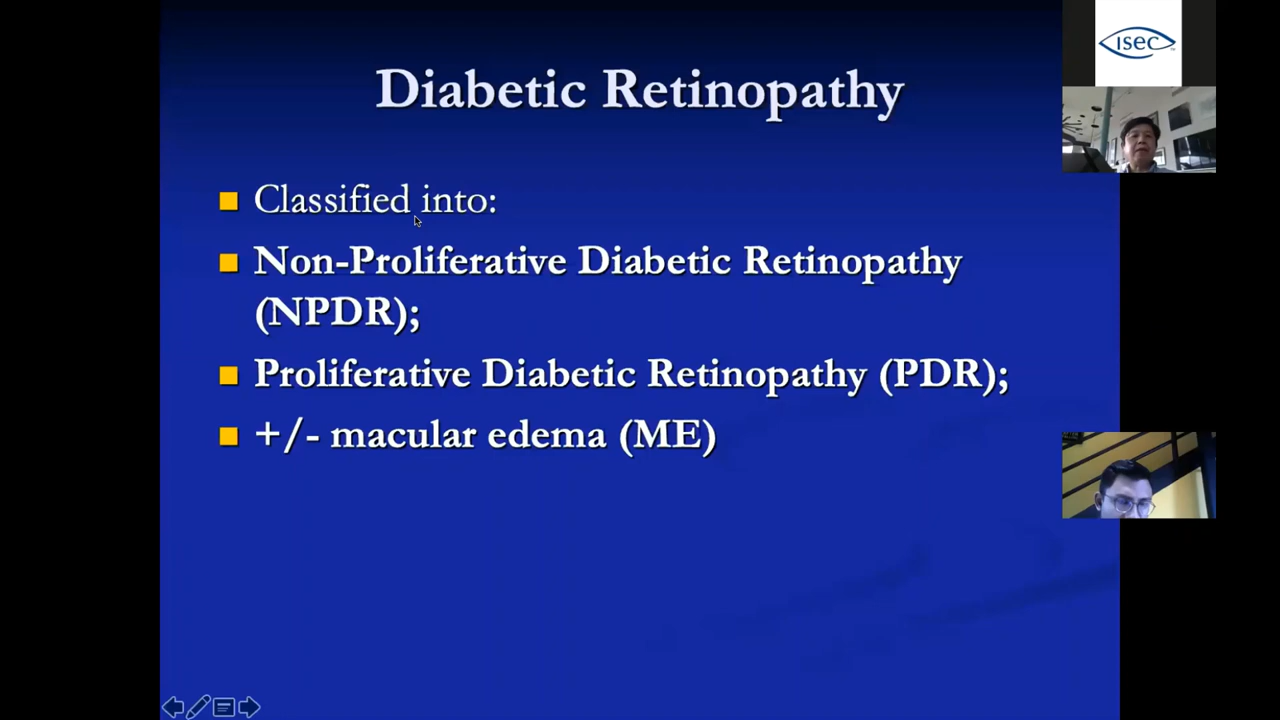 Diabetic Retinopathy
Classified into:
Non-Proliferative Diabetic Retinopathy
(NPDR);
Proliferative Diabetic Retinopathy (PDR);
+/- macular edema (ME)
isec